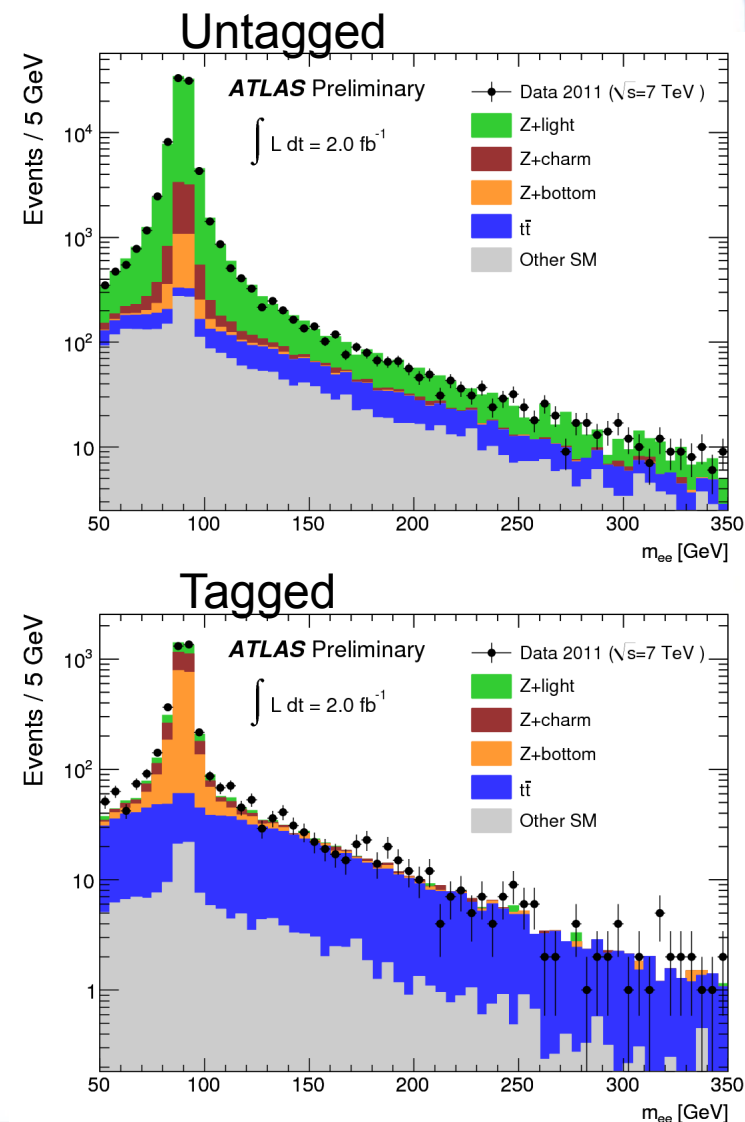 Untagged
Events / 5 GeV
ATLAS Preliminary
∫ L dt = 2.0 fb⁻¹
Data 2011 (√s=7 TeV )
Z+light
Z+charm
Z+bottom
tt̄
Other SM
10⁴
10³
10²
10
50 100 150 200 250 300 350
mₑₑ [GeV]
Tagged
Events / 5 GeV
ATLAS Preliminary
∫ L dt = 2.0 fb⁻¹
Data 2011 (√s=7 TeV )
Z+light
Z+charm
Z+bottom
tt̄
Other SM
10³
10²
10
1
50 100 150 200 250 300 350
mₑₑ [GeV]